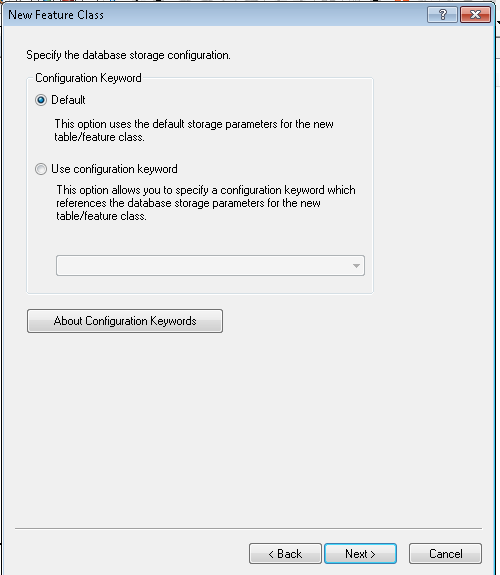 New Feature Class
?
Specify the database storage configuration.
Configuration Keyword
Default
This option uses the default storage parameters for the new
table/feature class.
Use configuration keyword
This option allows you to specify a configuration keyword which
references the database storage parameters for the new
table/feature class.
About Configuration Keywords
< Back
Next >
Cancel